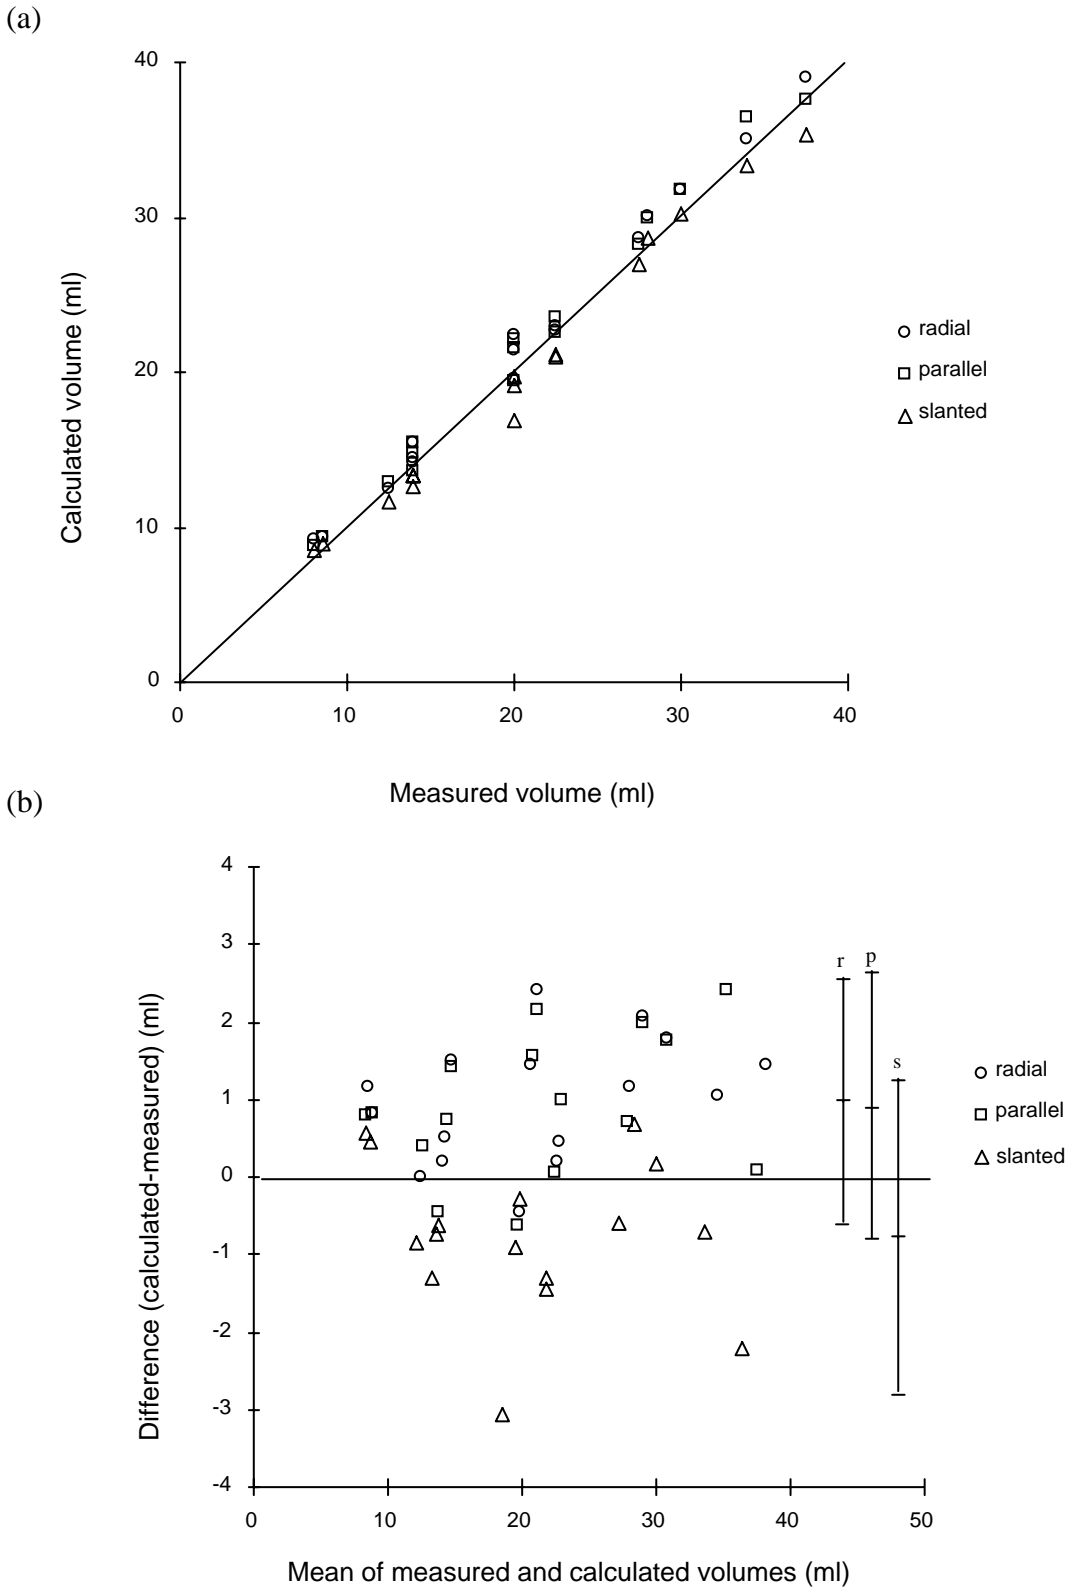 (a)
40
30
20
10
0
0 10 20 30 40
Calculated volume (ml)
Measured volume (ml)
radial
parallel
slanted
(b)
4
3
2
1
0
-1
-2
-3
-4
0 10 20 30 40 50
Difference (calculated-measured) (ml)
Mean of measured and calculated volumes (ml)
r p
s
radial
parallel
slanted